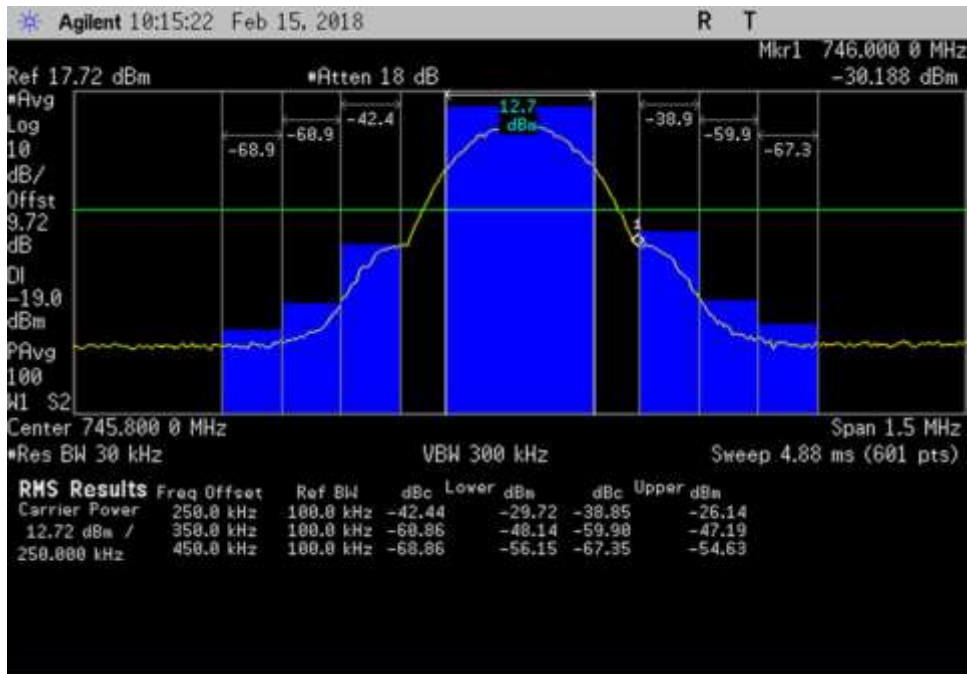 Agilent 10:15:22 Feb 15, 2018 R T
Mkr1 746.000 0 MHz
Ref 17.72 dBm #Atten 18 dB -30.188 dBm
#Avg
Log
10
dB/
Offst
9.72
dB
DI
-19.0
dBm
PAvg
100
W1 S2
-68.9 -60.9 -42.4 12.7 dBm -38.9 -59.9 -67.3
1
Center 745.800 0 MHz Span 1.5 MHz
#Res BW 30 kHz VBW 300 kHz Sweep 4.88 ms (601 pts)
RMS Results Freq Offset Ref BW dBc Lower dBm dBc Upper dBm
Carrier Power 250.0 kHz 100.0 kHz -42.44 -29.72 -38.85 -26.14
12.72 dBm / 350.0 kHz 100.0 kHz -60.86 -48.14 -59.90 -47.19
250.000 kHz 450.0 kHz 100.0 kHz -68.86 -56.15 -67.35 -54.63